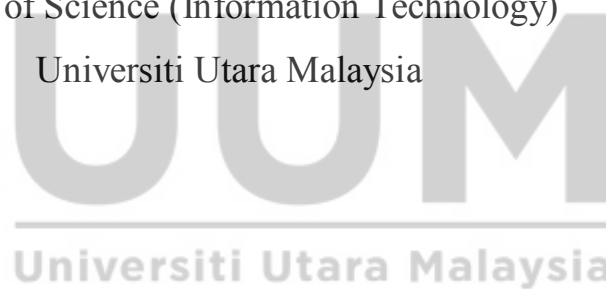 of Science (Information Technology)
Universiti Utara Malaysia
UUM
Universiti Utara Malaysia